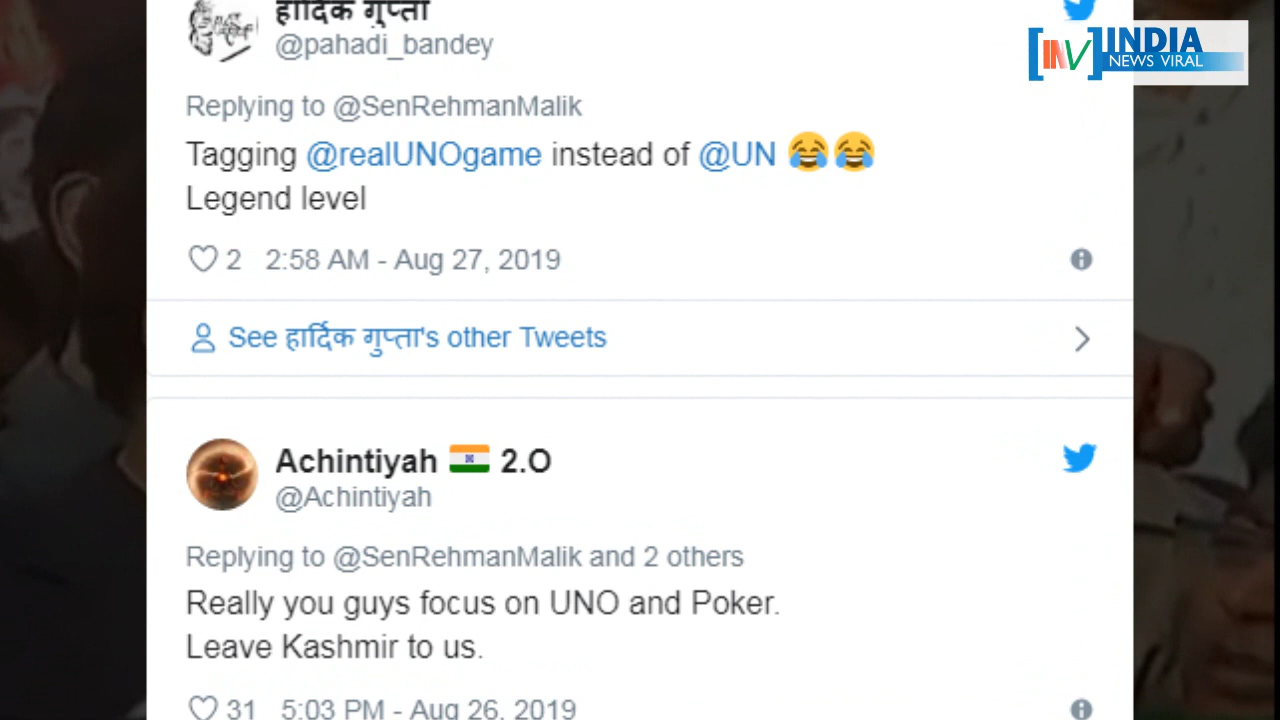 हार्दिक गुप्ता
@pahadi_bandey
INDIA
NEWS VIRAL
INV
Replying to @SenRehmanMalik
Tagging @realUNOgame instead of @UN 😂😂
Legend level
2 2:58 AM - Aug 27, 2019
See हार्दिक गुप्ता's other Tweets
Achintiyah 🇮🇳 2.O
@Achintiyah
Replying to @SenRehmanMalik and 2 others
Really you guys focus on UNO and Poker.
Leave Kashmir to us.
31 5:03 PM - Aug 26, 2019